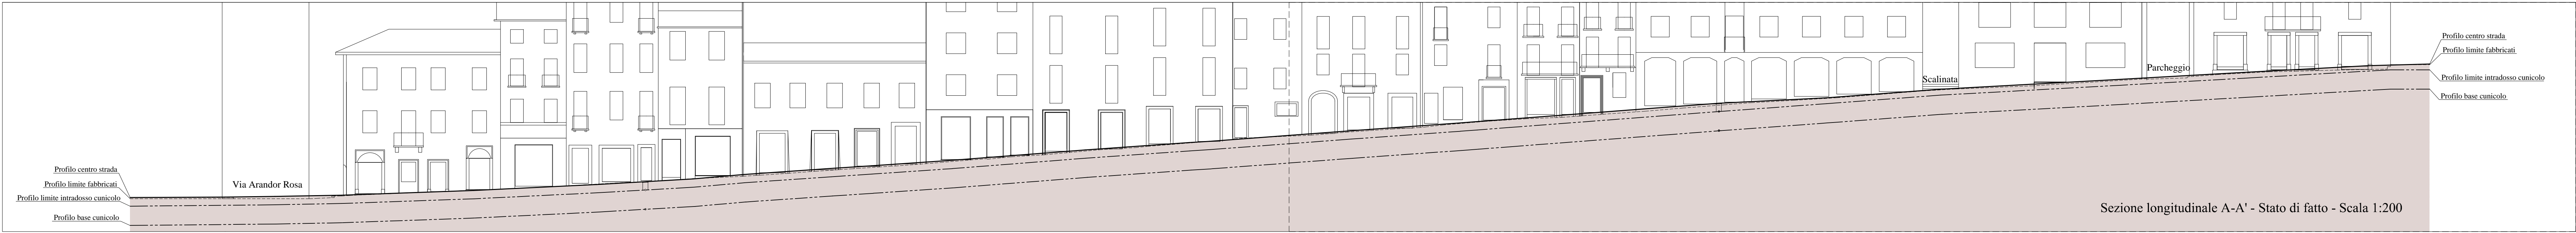 Profilo centro strada
Profilo limite fabbricati
Profilo limite intradosso cunicolo
Profilo base cunicolo
Via Arandor Rosa
Scalinata
Parcheggio
Profilo centro strada
Profilo limite fabbricati
Profilo limite intradosso cunicolo
Profilo base cunicolo
Sezione longitudinale A-A' - Stato di fatto - Scala 1:200